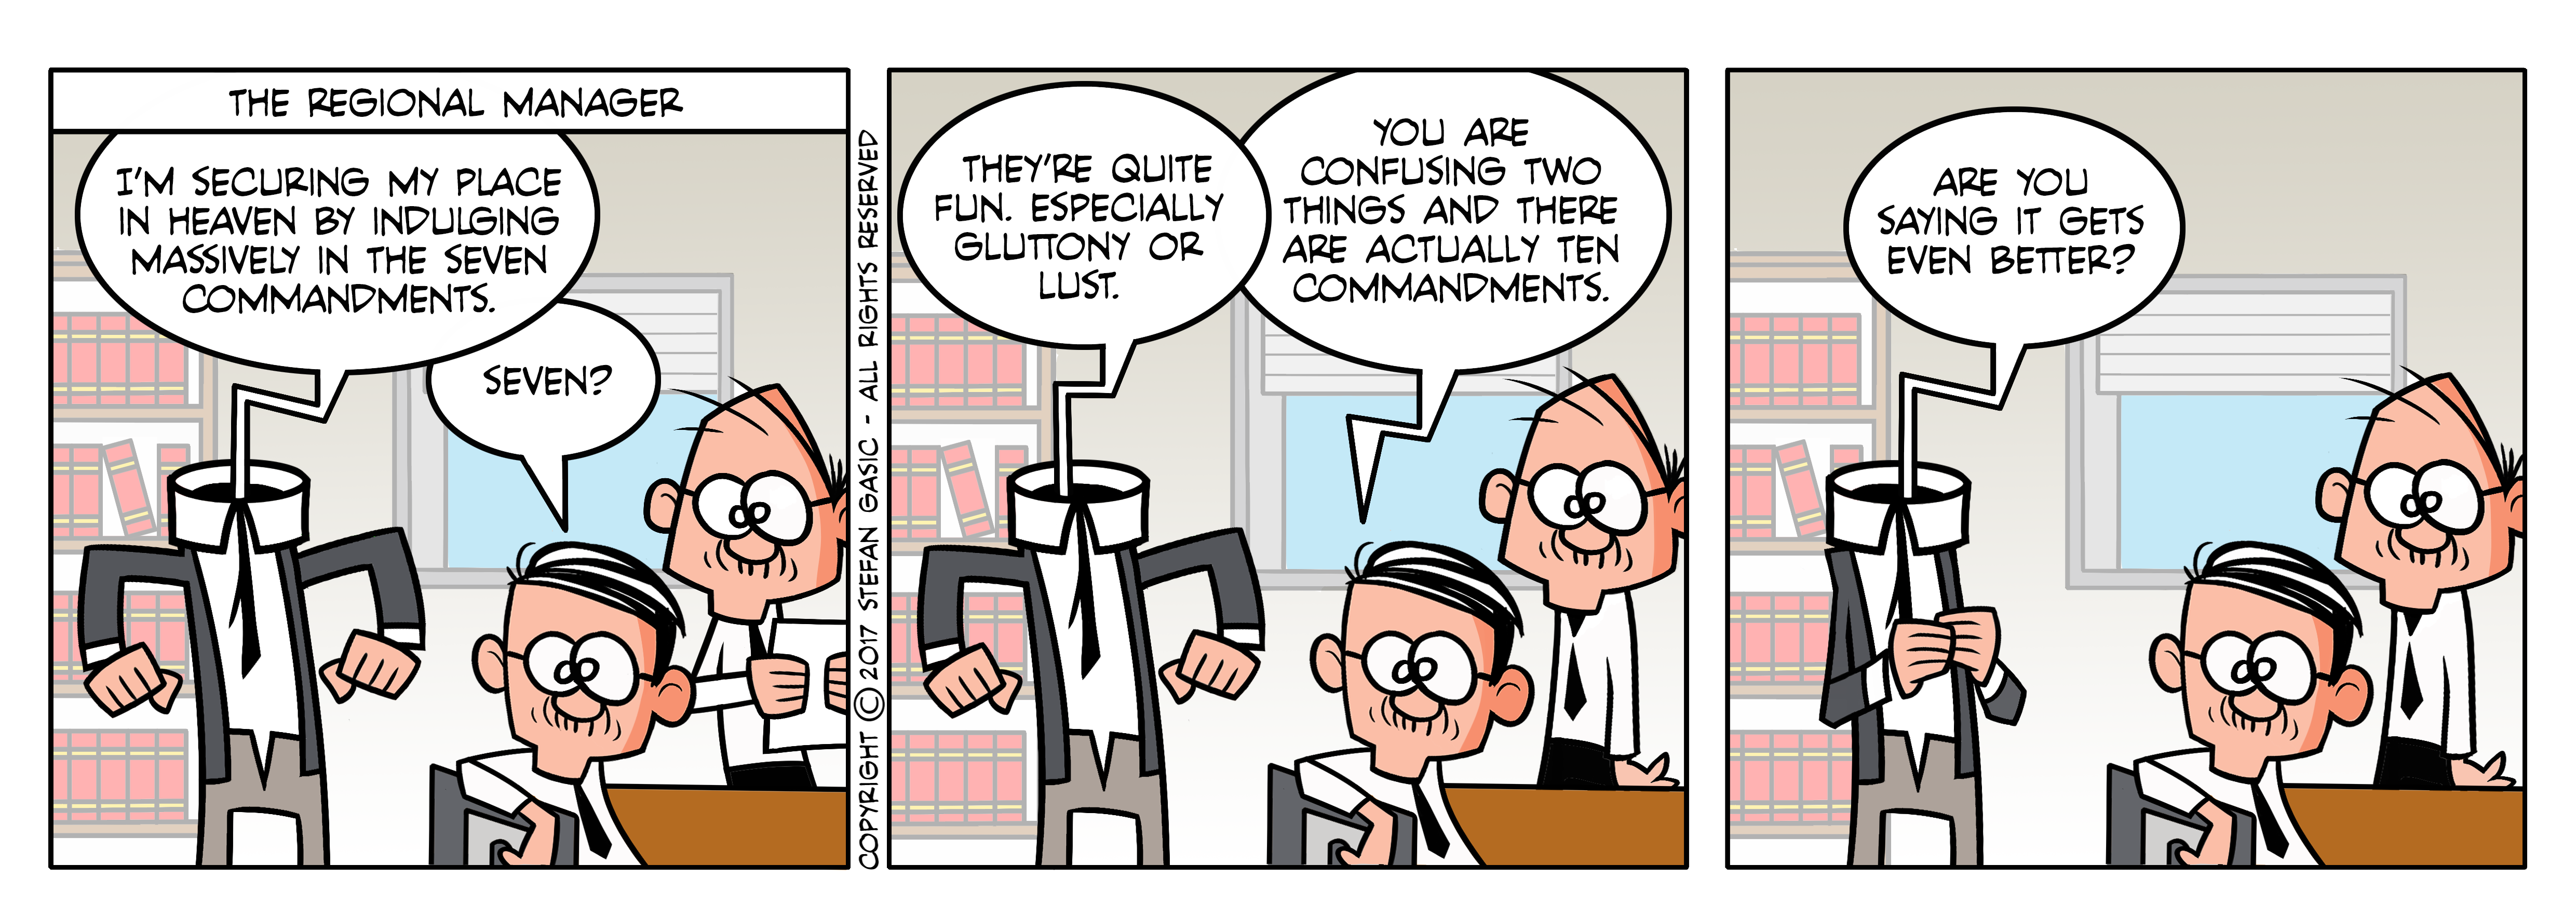 THE REGIONAL MANAGER
I'M SECURING MY PLACE
IN HEAVEN BY INDULGING
MASSIVELY IN THE SEVEN
COMMANDMENTS.
SEVEN?
COPYRIGHT © 2017 STEFAN GASIC - ALL RIGHTS RESERVED
THEY'RE QUITE
FUN. ESPECIALLY
GLUTTONY OR
LUST.
YOU ARE
CONFUSING TWO
THINGS AND THERE
ARE ACTUALLY TEN
COMMANDMENTS.
ARE YOU
SAYING IT GETS
EVEN BETTER?